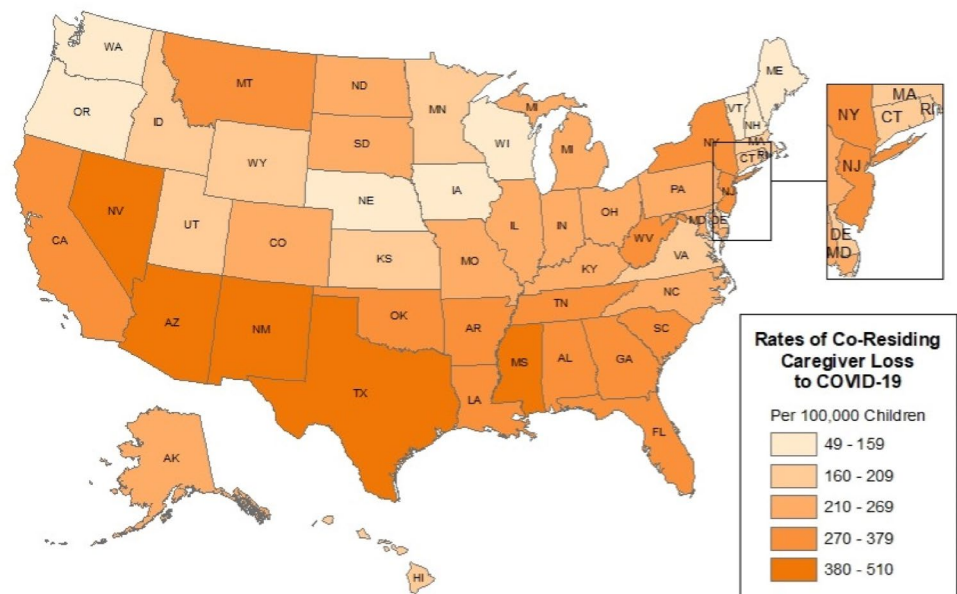 WA
OR
ID
MT
ND
MN
WI
MI
MI
ME
VT
NH
NY
MA
CT
RI
NJ
PA
MD
DE
SD
WY
NE
IA
IL
IN
OH
WV
VA
NV
UT
CO
KS
MO
KY
NC
CA
AZ
NM
OK
AR
TN
SC
TX
LA
MS
AL
GA
FL
AK
HI
MA
NY
CT
RI
NJ
DE
MD
Rates of Co-Residing
Caregiver Loss
to COVID-19
Per 100,000 Children
49 - 159
160 - 209
210 - 269
270 - 379
380 - 510